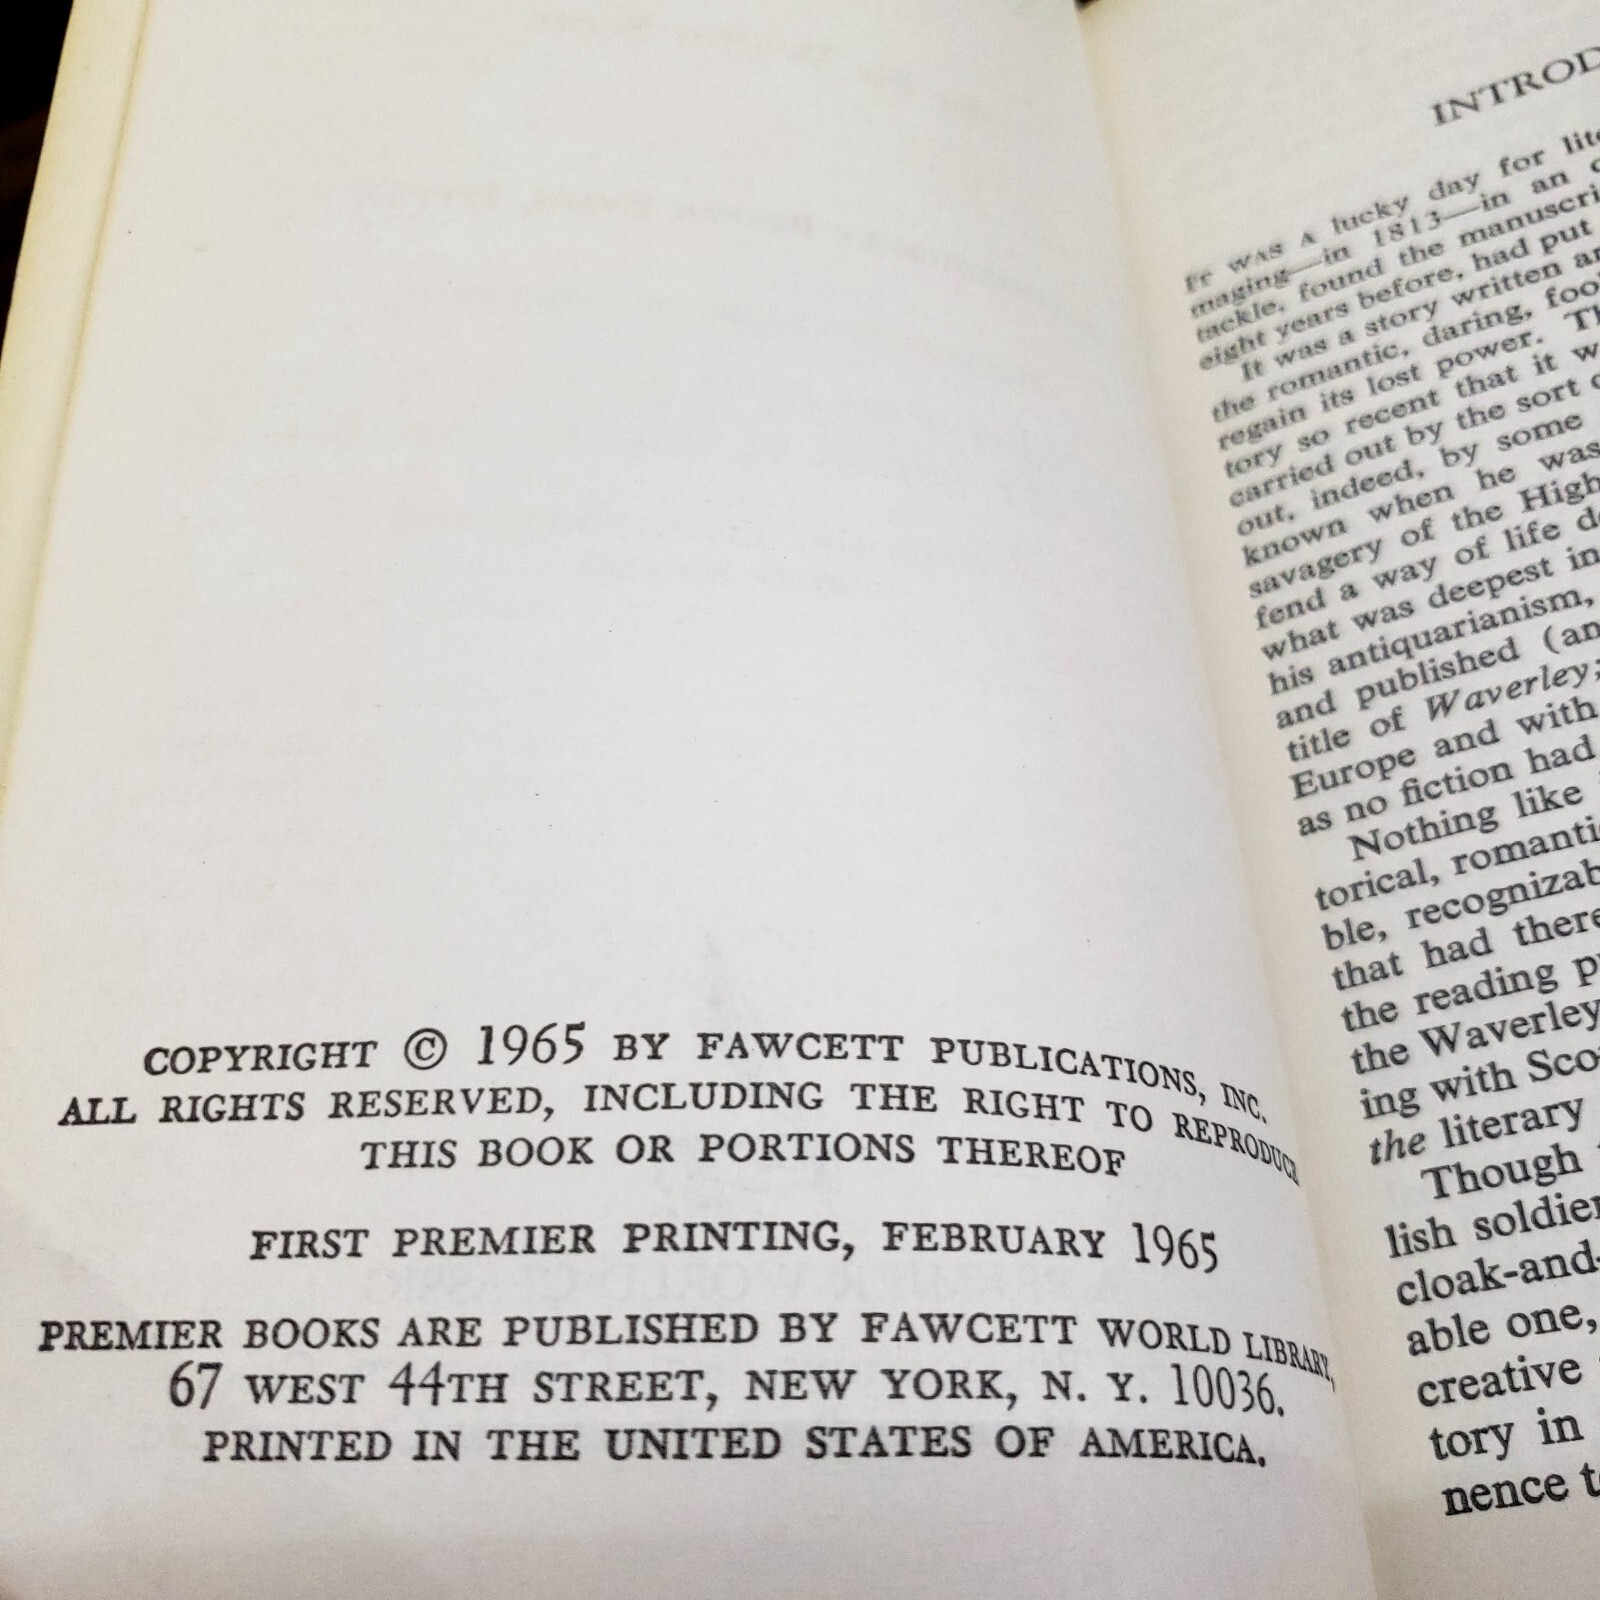 COPYRIGHT © 1965 BY FAWCETT PUBLICATIONS, INC.
ALL RIGHTS RESERVED, INCLUDING THE RIGHT TO REPRODUCE
THIS BOOK OR PORTIONS THEREOF
FIRST PREMIER PRINTING, FEBRUARY 1965
PREMIER BOOKS ARE PUBLISHED BY FAWCETT WORLD LIBRARY,
67 WEST 44TH STREET, NEW YORK, N. Y. 10036.
PRINTED IN THE UNITED STATES OF AMERICA.
INTROD
IT WAS A lucky day for lite
maging—in 1813—in an
tackle, found the manuscri
eight years before, had put
It was a story written an
the romantic, daring, foo
regain its lost power. Th
tory so recent that it w
carried out by the sort
out, indeed, by some
known when he was
savagery of the High
fend a way of life de
what was deepest in
his antiquarianism,
and published (an
title of Waverley;
Europe and with
as no fiction had
Nothing like
torical, romanti
ble, recognizab
that had there
the reading p
the Waverley
ing with Sco
the literary
Though
lish soldier
cloak-and-
able one,
creative
tory in
nence t